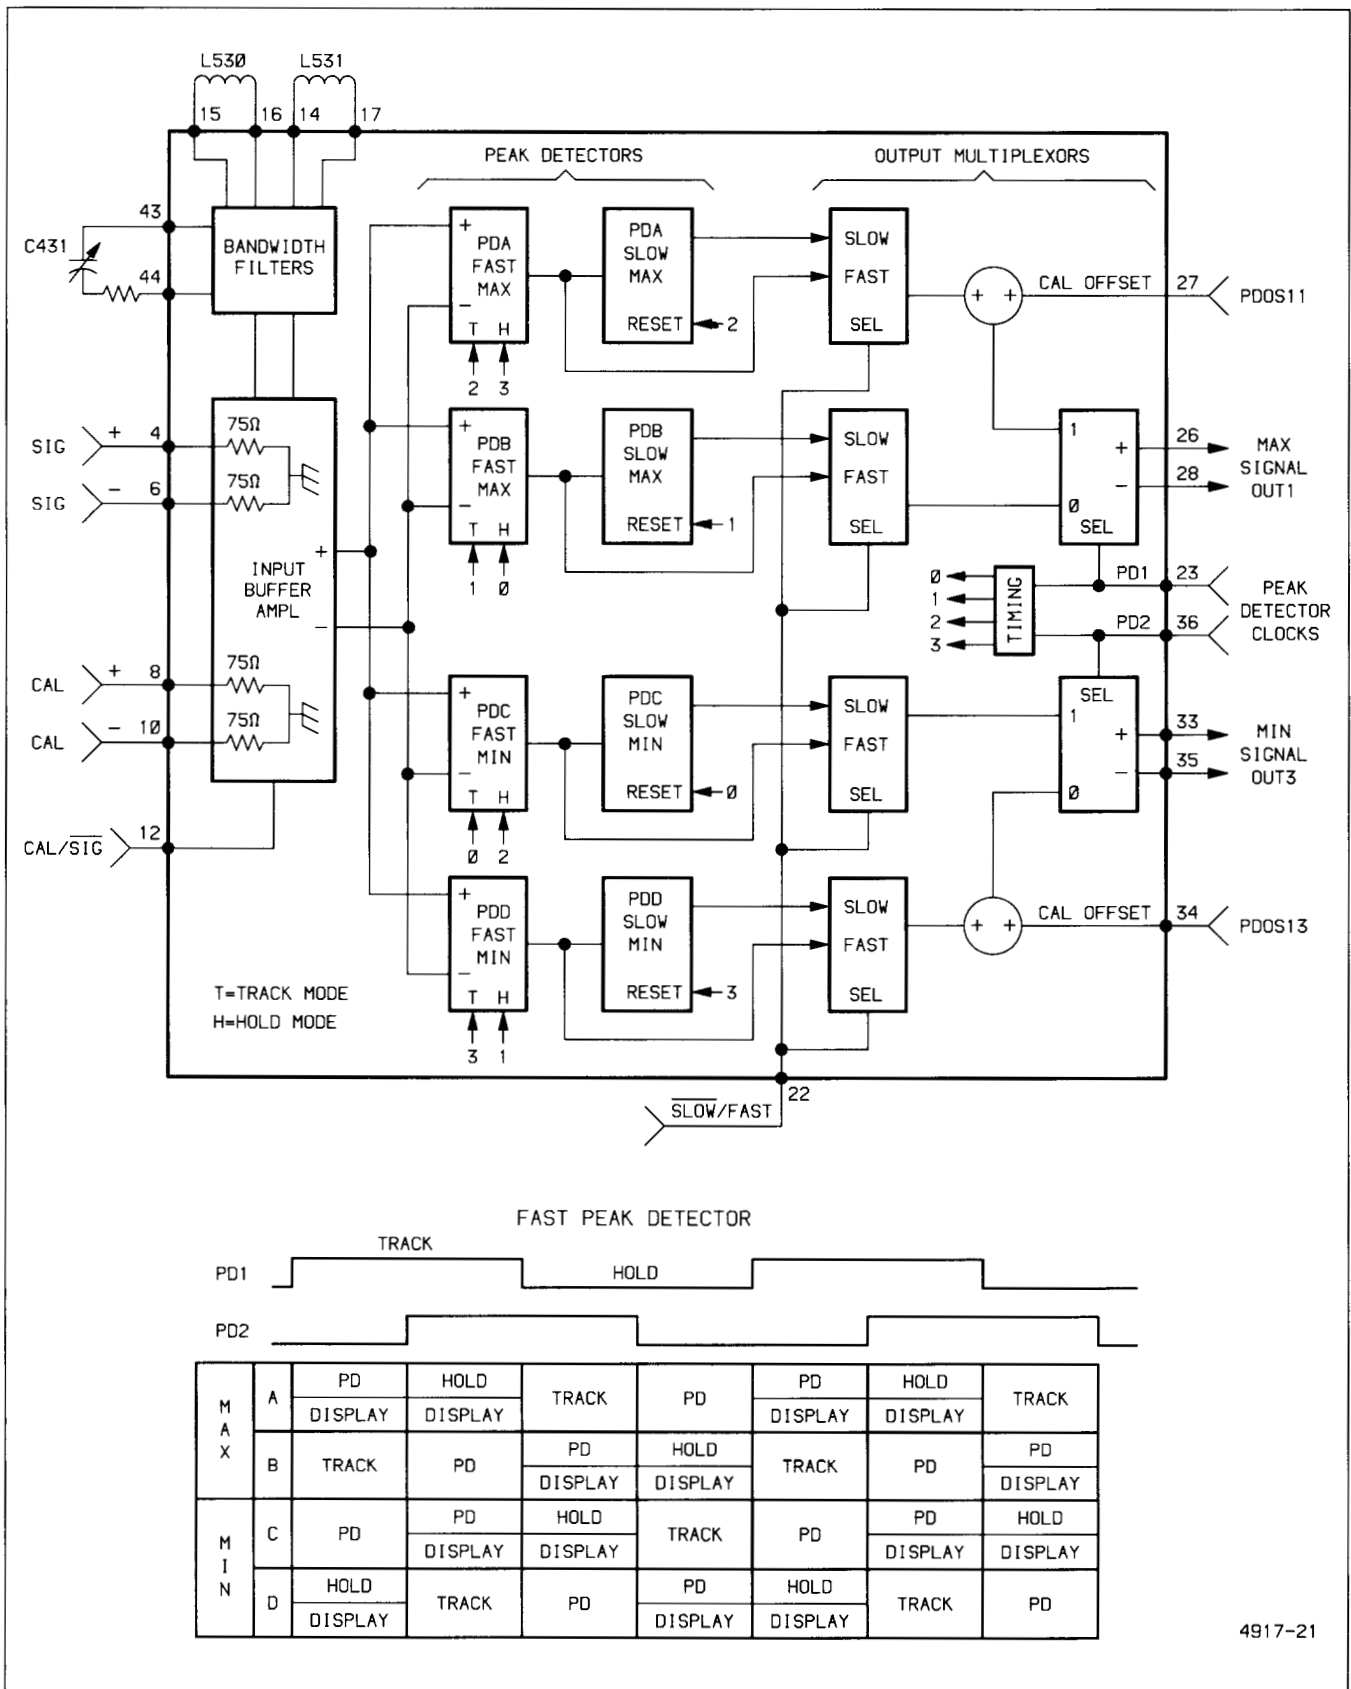 L530 L531
15 16 14 17
PEAK DETECTORS OUTPUT MULTIPLEXORS
43
C431
44
BANDWIDTH
FILTERS
+
PDA
FAST
MAX
−
T H
2 3
PDA
SLOW
MAX
RESET 2
SLOW
FAST
SEL
+ +
CAL OFFSET 27 PDOS11
SIG + 4 75Ω
SIG − 6 75Ω
+
PDB
FAST
MAX
−
T H
1 0
PDB
SLOW
MAX
RESET 1
SLOW
FAST
SEL
1
+
−
0
SEL
26
28
MAX
SIGNAL
OUT1
INPUT
BUFFER
AMPL
+
−
0
1
2
3
TIMING
PD1 23
PD2 36
PEAK
DETECTOR
CLOCKS
CAL + 8 75Ω
CAL − 10 75Ω
+
PDC
FAST
MIN
−
T H
0 2
PDC
SLOW
MIN
RESET 0
SLOW
FAST
SEL
SEL
1
+
−
0
33
35
MIN
SIGNAL
OUT3
CAL/SIG 12
+
PDD
FAST
MIN
−
T H
3 1
PDD
SLOW
MIN
RESET 3
SLOW
FAST
SEL
+ +
CAL OFFSET 34 PDOS13
T=TRACK MODE
H=HOLD MODE
22
SLOW/FAST
FAST PEAK DETECTOR
TRACK
PD1 HOLD
PD2
MAX
A PD DISPLAY HOLD DISPLAY TRACK PD PD DISPLAY HOLD DISPLAY TRACK
B TRACK PD PD DISPLAY HOLD DISPLAY TRACK PD PD DISPLAY
MIN
C PD PD DISPLAY HOLD DISPLAY TRACK PD PD DISPLAY HOLD DISPLAY
D HOLD DISPLAY TRACK PD PD DISPLAY HOLD DISPLAY TRACK PD
4917-21